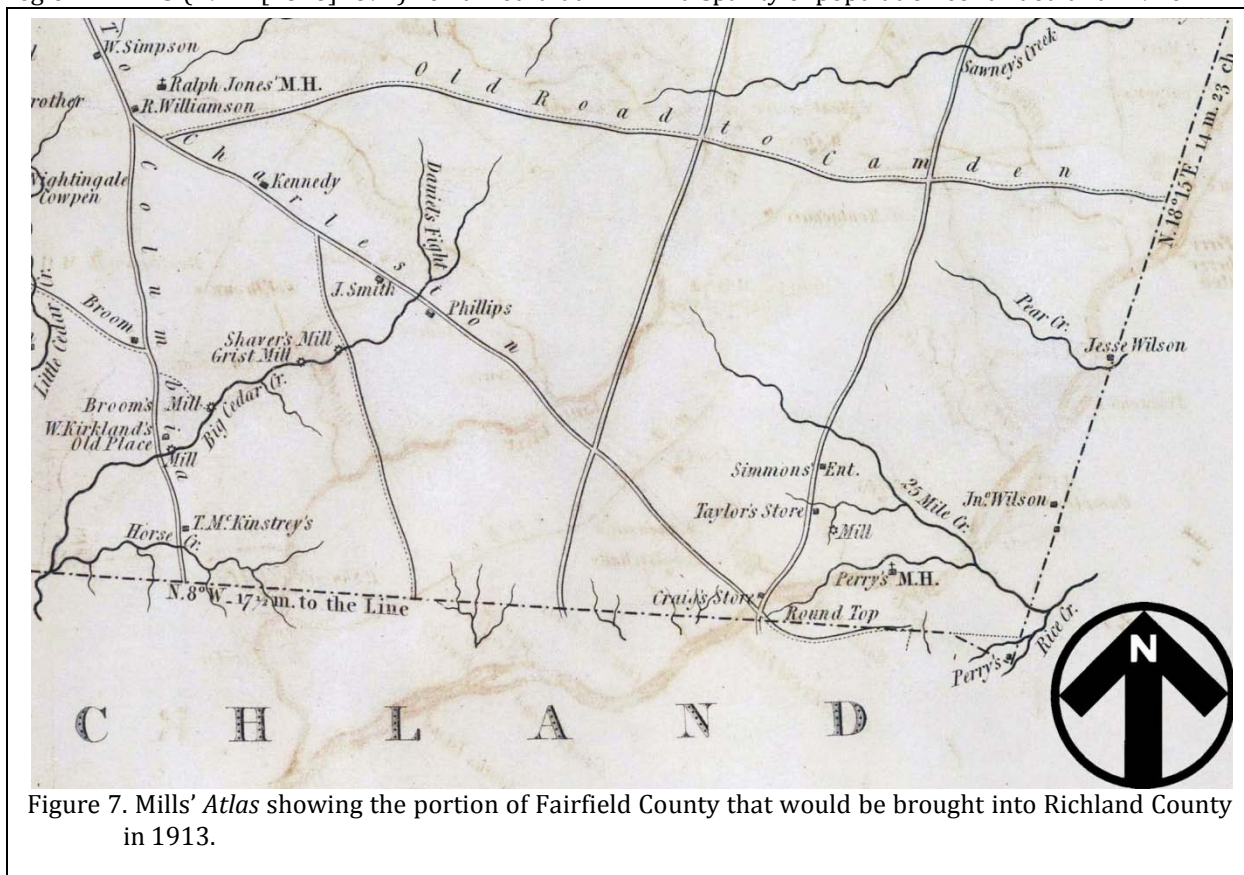 W. Simpson
Ralph Jones' M.H.
R. Williamson
To Columbia
Charleston
Old Road to Camden
Sawney's Creek
N. 18° 15' E - 14 m. 23 ch
rother
Nightingale
Cowpen
Kennedy
Daniel's Fight
J. Smith
Phillips
Little Cedar Cr.
Broom
Shaver's Mill
Grist Mill
Big Cedar Cr.
Broom's Mill
W. Kirkland's
Old Place
Mill
T. Mc. Kinstrey's
Horse Cr.
N. 8° W - 17½ m. to the Line
Pear Cr.
Jesse Wilson
Simmons' Ent.
Taylor's Store
Mill
25 Mile Cr.
Jno. Wilson
Perry's M.H.
Craig's Store
Round Top
Perry's
Rice Cr.
CHLAND
N
Figure 7. Mills' Atlas showing the portion of Fairfield County that would be brought into Richland County
in 1913.